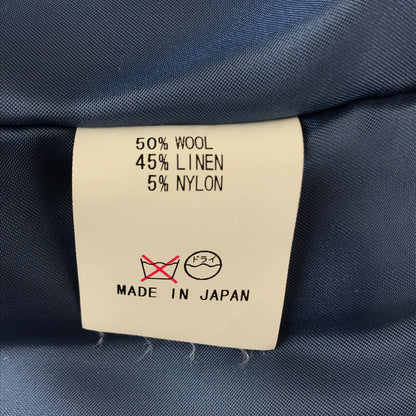 50% WOOL
45% LINEN
5% NYLON
ドライ
MADE IN JAPAN